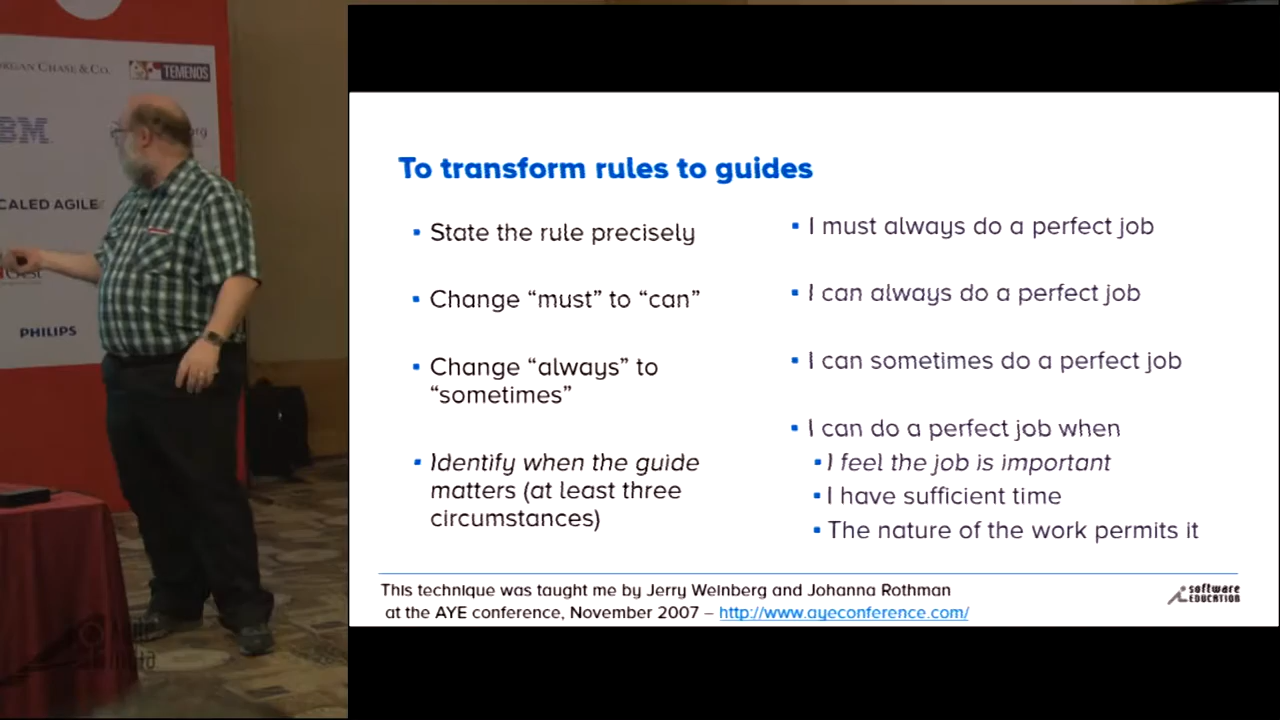 ORGAN CHASE & CO.
TEMENOS
BM
CALED AGILE
PHILIPS
To transform rules to guides
▪ State the rule precisely
▪ Change “must” to “can”
▪ Change “always” to
“sometimes”
▪ Identify when the guide
matters (at least three
circumstances)
▪ I must always do a perfect job
▪ I can always do a perfect job
▪ I can sometimes do a perfect job
▪ I can do a perfect job when
▪ I feel the job is important
▪ I have sufficient time
▪ The nature of the work permits it
This technique was taught me by Jerry Weinberg and Johanna Rothman
at the AYE conference, November 2007 – http://www.ayeconference.com/
software
EDUCATION
India